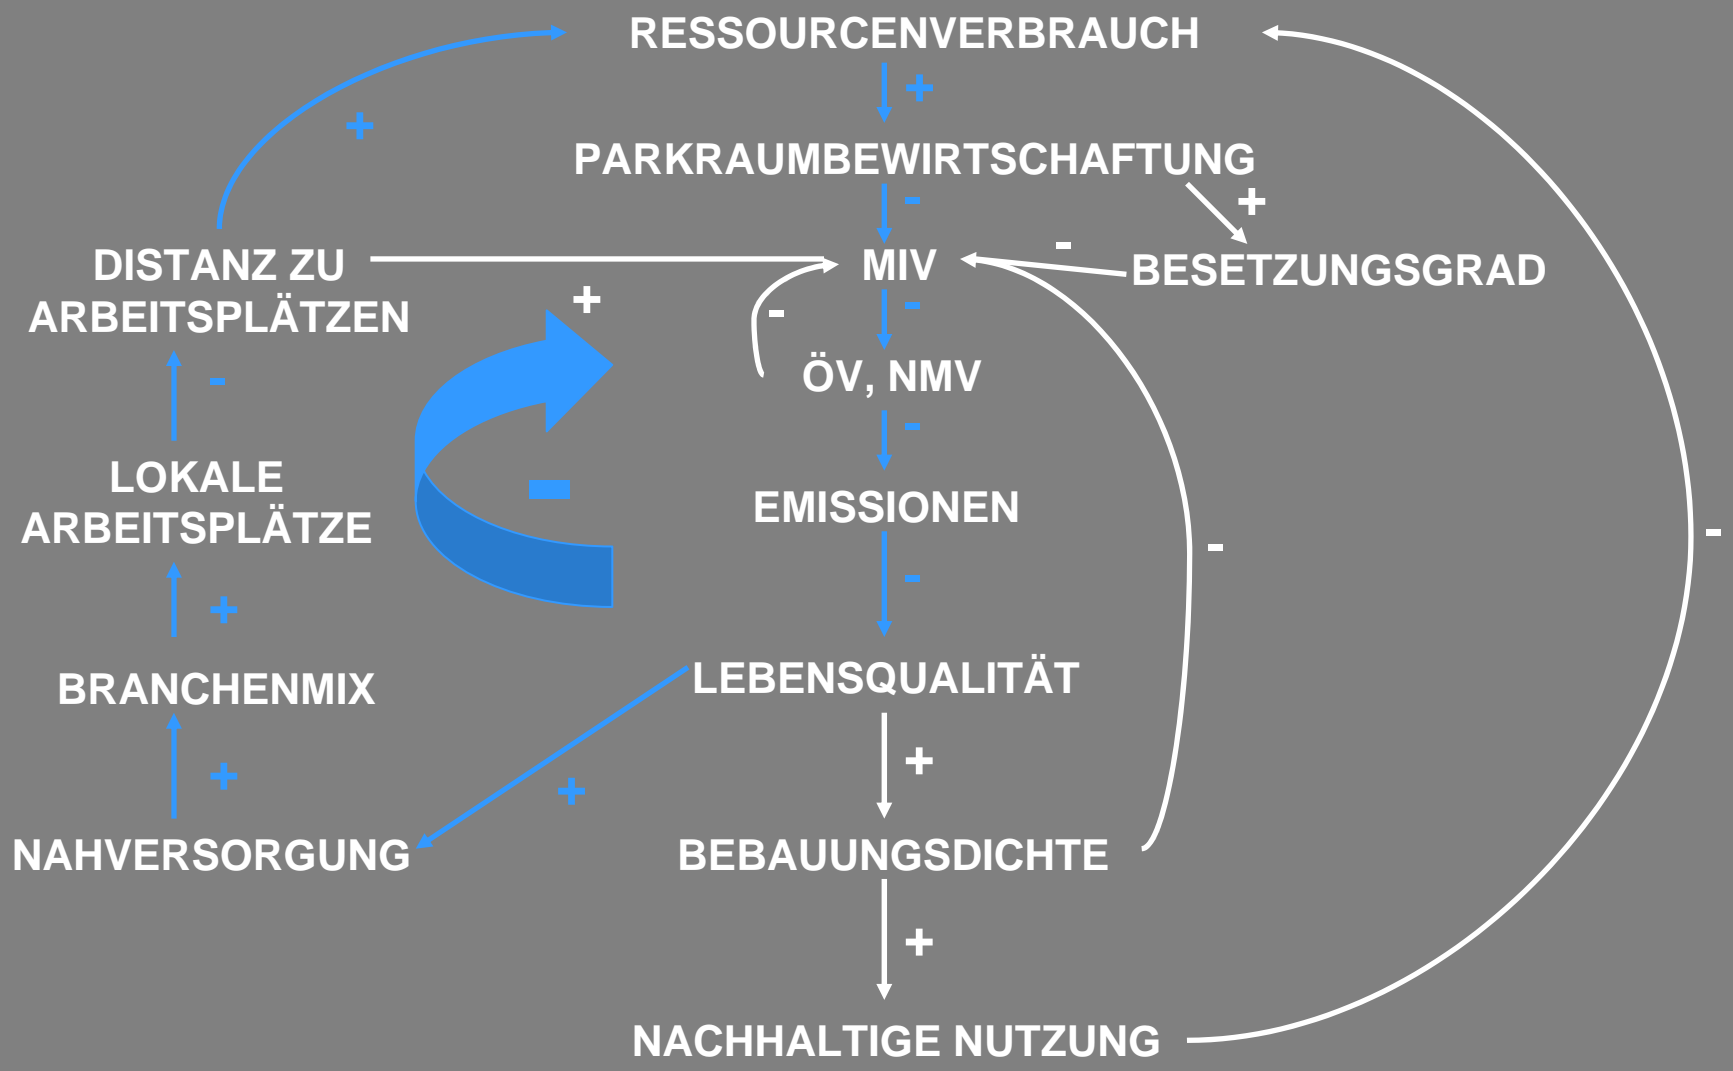 RESSOURCENVERBRAUCH
+
+
PARKRAUMBEWIRTSCHAFTUNG
-
+
DISTANZ ZU
ARBEITSPLÄTZEN
MIV
-
BESETZUNGSGRAD
+
-
-
ÖV, NMV
-
-
LOKALE
ARBEITSPLÄTZE
-
EMISSIONEN
-
-
-
+
BRANCHENMIX
LEBENSQUALITÄT
+
+
+
NAHVERSORGUNG
BEBAUUNGSDICHTE
+
NACHHALTIGE NUTZUNG